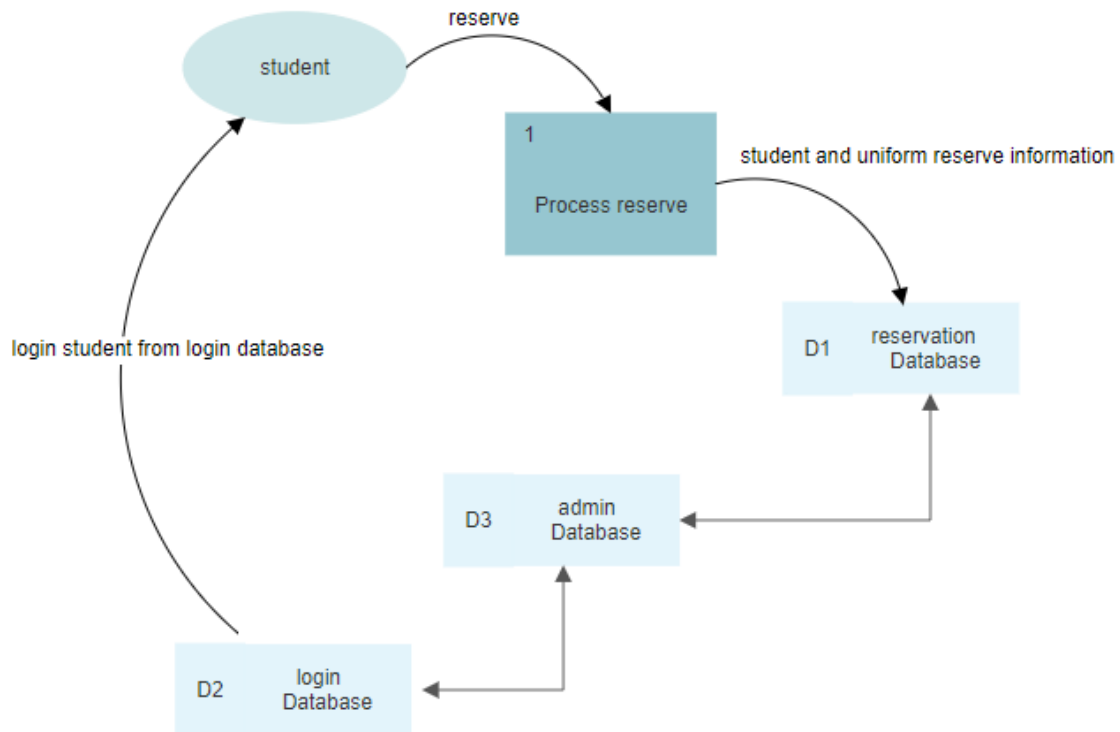 reserve
student
1
Process reserve
student and uniform reserve information
login student from login database
D1
reservation
Database
D3
admin
Database
D2
login
Database